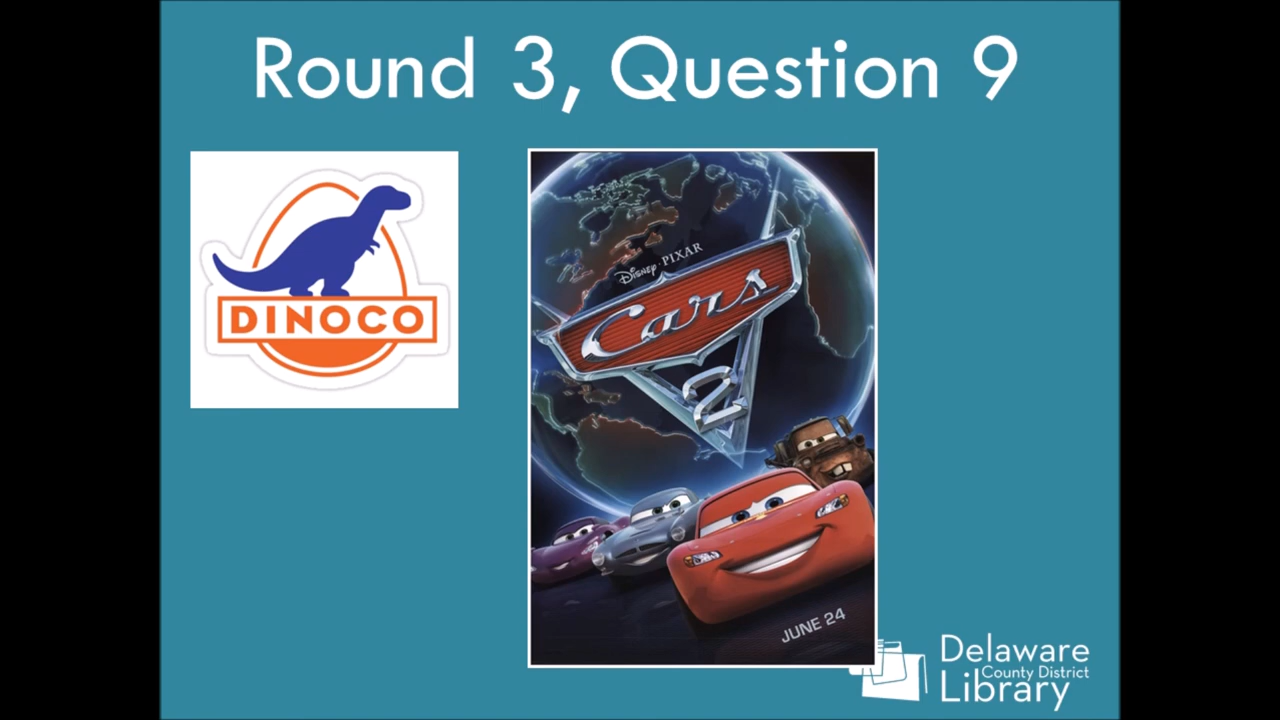 Round 3, Question 9
DINOCO
Disney · PIXAR
Cars
2
JUNE 24
Delaware
County District
Library